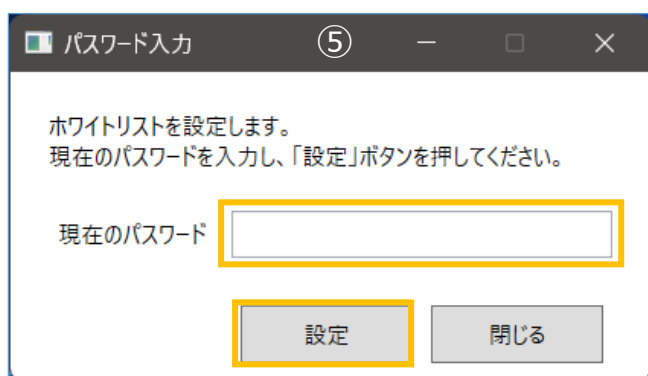 パスワード入力 ⑤
ホワイトリストを設定します。
現在のパスワードを入力し、「設定」ボタンを押してください。
現在のパスワード
設定 閉じる